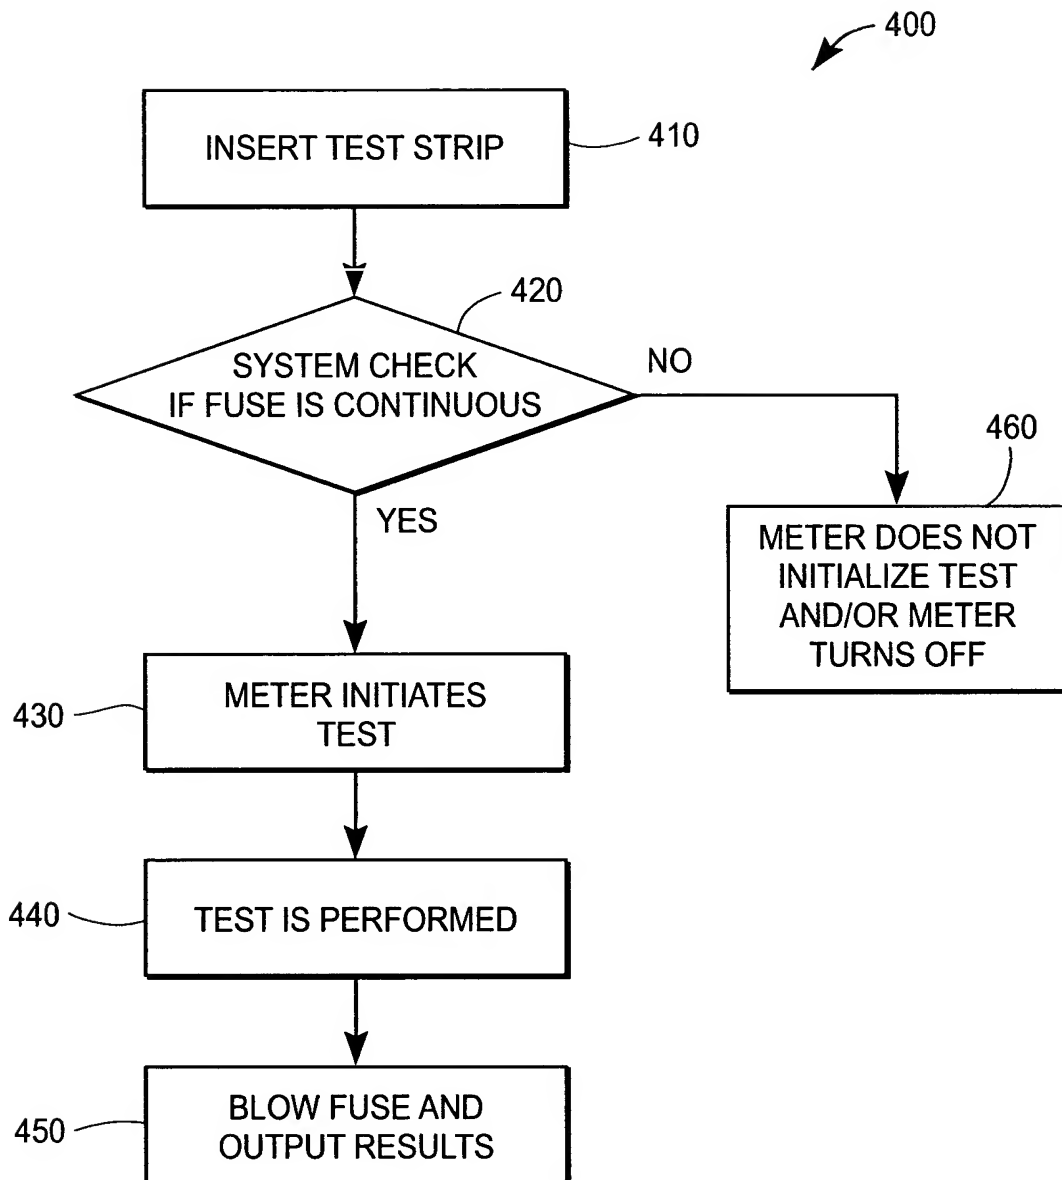 400
INSERT TEST STRIP
410
420
SYSTEM CHECK
IF FUSE IS CONTINUOUS
NO
460
YES
METER DOES NOT
INITIALIZE TEST
AND/OR METER
TURNS OFF
430
METER INITIATES
TEST
440
TEST IS PERFORMED
450
BLOW FUSE AND
OUTPUT RESULTS